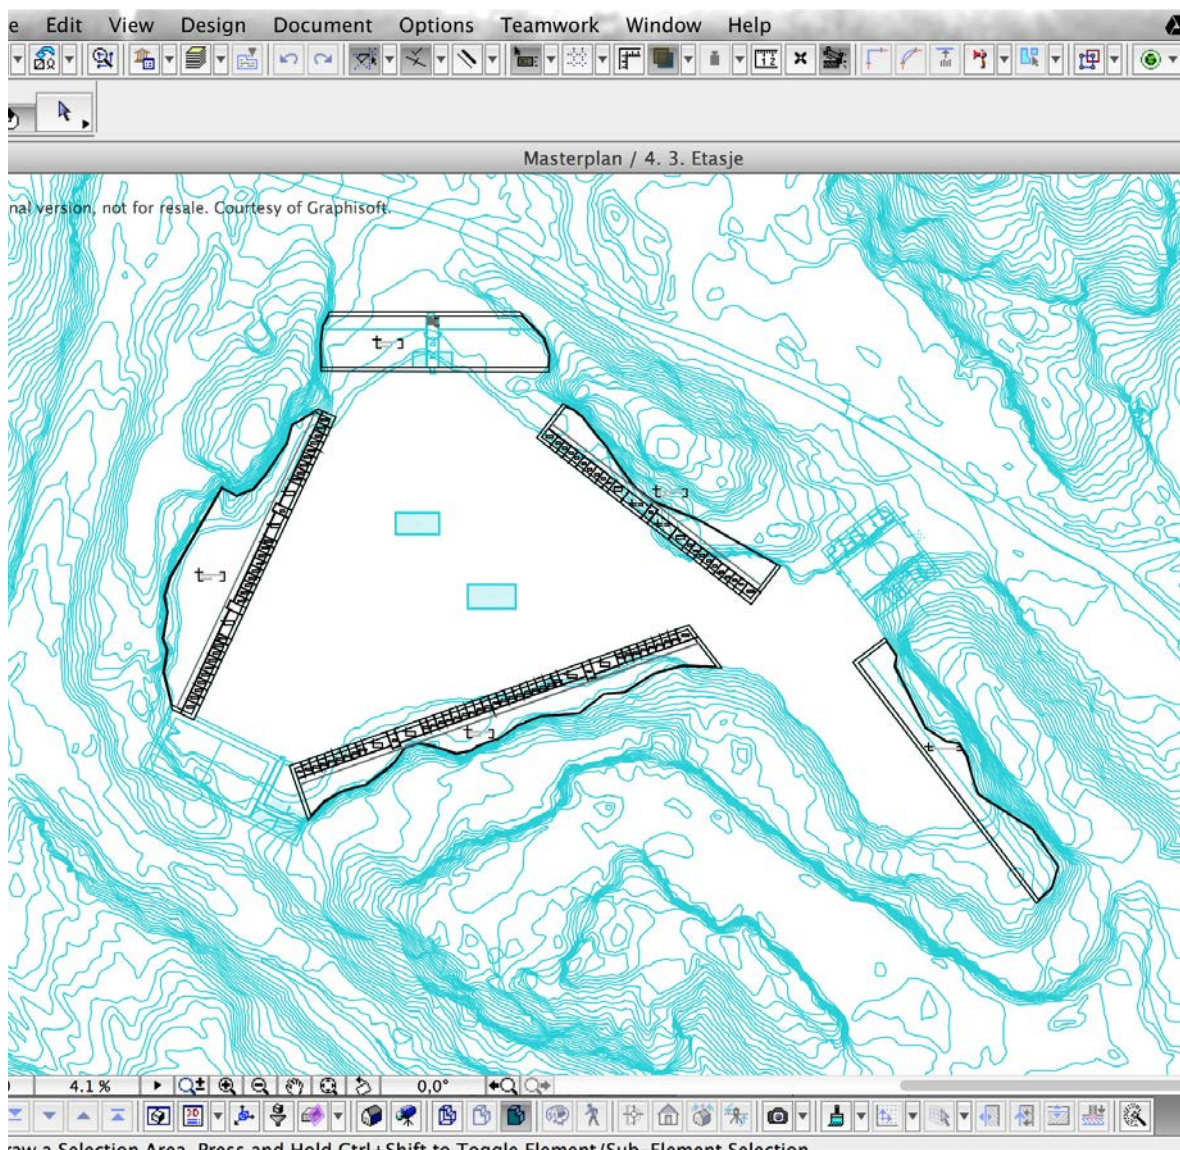 e Edit View Design Document Options Teamwork Window Help
Masterplan / 4. 3. Etasje
nal version, not for resale. Courtesy of Graphisoft.
4.1 % 0,0°
raw a Selection Area. Press and Hold Ctrl+Shift to Toggle Element/Sub-Element Selection.